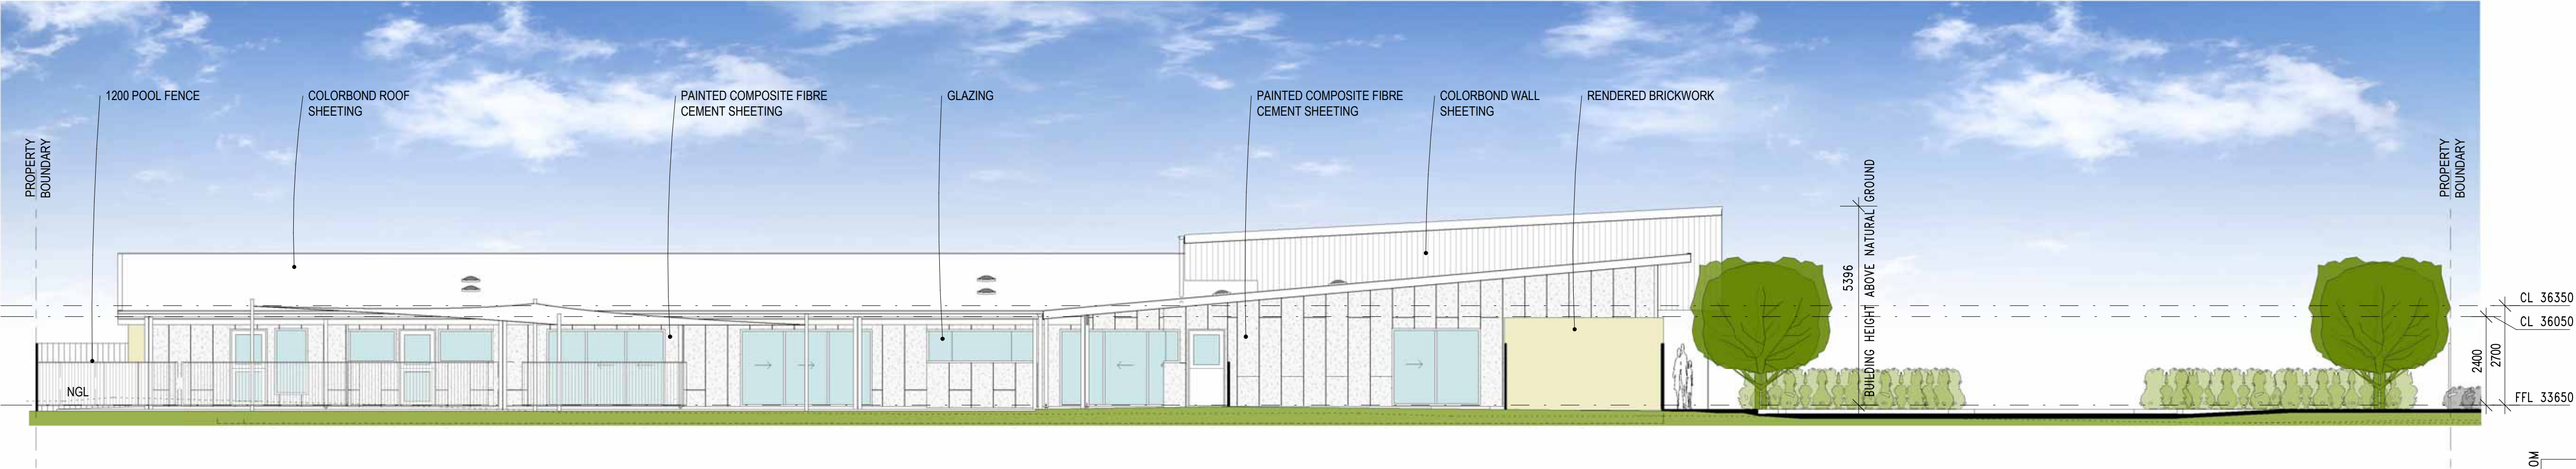 1200 POOL FENCE
COLORBOND ROOF
SHEETING
PAINTED COMPOSITE FIBRE
CEMENT SHEETING
GLAZING
PAINTED COMPOSITE FIBRE
CEMENT SHEETING
COLORBOND WALL
SHEETING
RENDERED BRICKWORK
PROPERTY
BOUNDARY
5396
BUILDING HEIGHT ABOVE NATURAL GROUND
PROPERTY
BOUNDARY
CL 36350
CL 36050
2400
2700
NGL
FFL 33650
OM